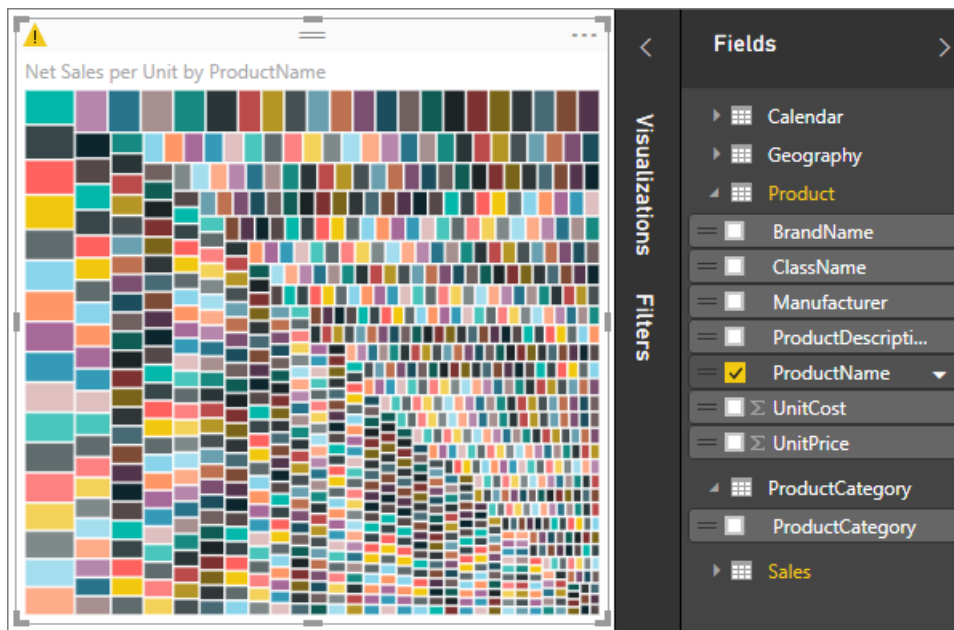 Net Sales per Unit by ProductName
Visualizations
Filters
Fields
Calendar
Geography
Product
BrandName
ClassName
Manufacturer
ProductDescripti...
ProductName
Σ UnitCost
Σ UnitPrice
ProductCategory
ProductCategory
Sales